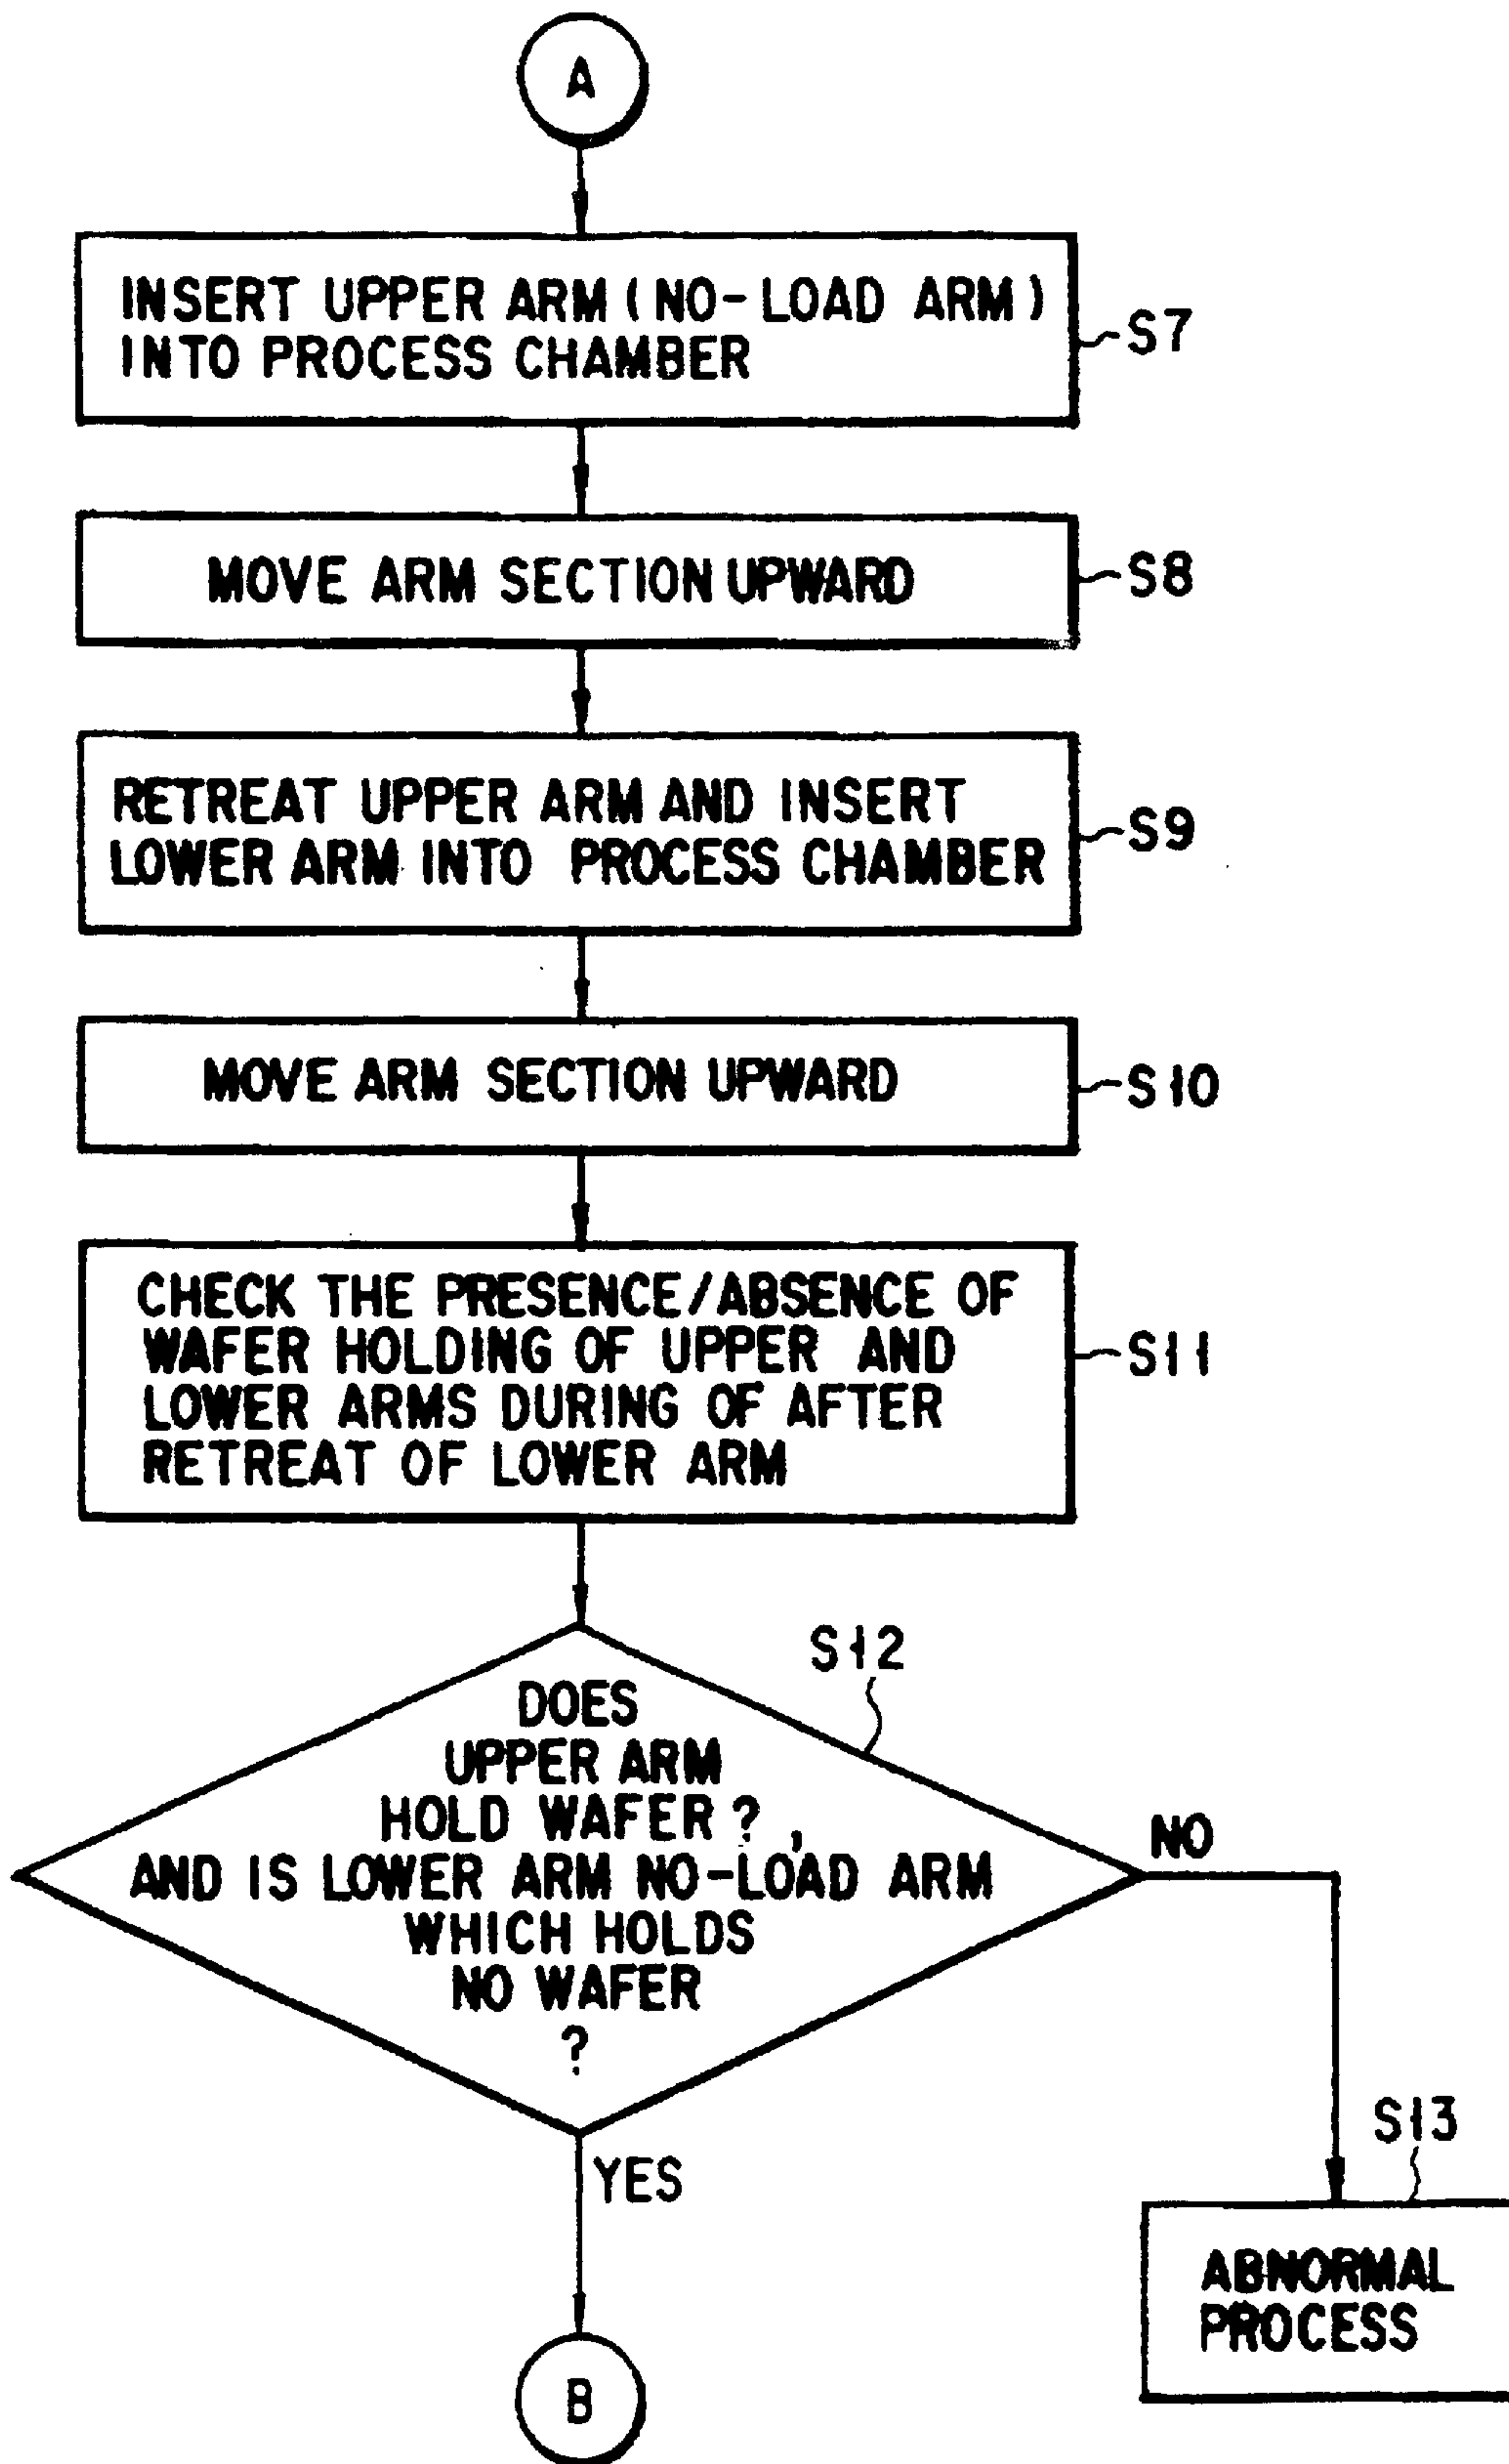 A
INSERT UPPER ARM (NO-LOAD ARM)
INTO PROCESS CHAMBER
S7
MOVE ARM SECTION UPWARD
S8
RETREAT UPPER ARM AND INSERT
LOWER ARM INTO PROCESS CHAMBER
S9
MOVE ARM SECTION UPWARD
S10
CHECK THE PRESENCE/ABSENCE OF
WAFER HOLDING OF UPPER AND
LOWER ARMS DURING OF AFTER
RETREAT OF LOWER ARM
S11
S12
DOES
UPPER ARM
HOLD WAFER?,
AND IS LOWER ARM NO-LOAD ARM
WHICH HOLDS
NO WAFER
?
NO
YES
S13
ABNORMAL
PROCESS
B